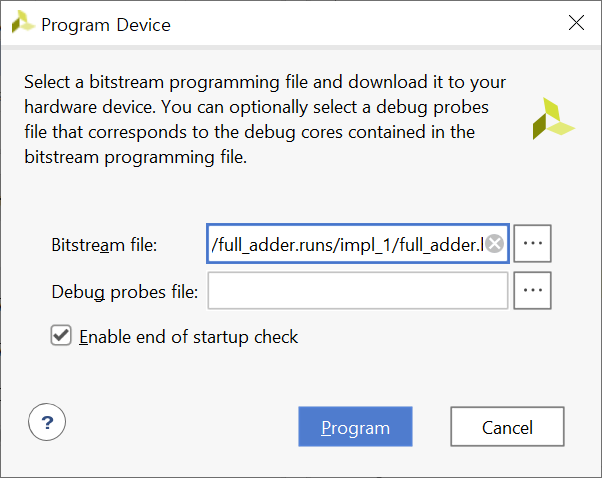 Program Device
Select a bitstream programming file and download it to your
hardware device. You can optionally select a debug probes
file that corresponds to the debug cores contained in the
bitstream programming file.
Bitstream file: /full_adder.runs/impl_1/full_adder.l ...
Debug probes file: ...
Enable end of startup check
? Program Cancel